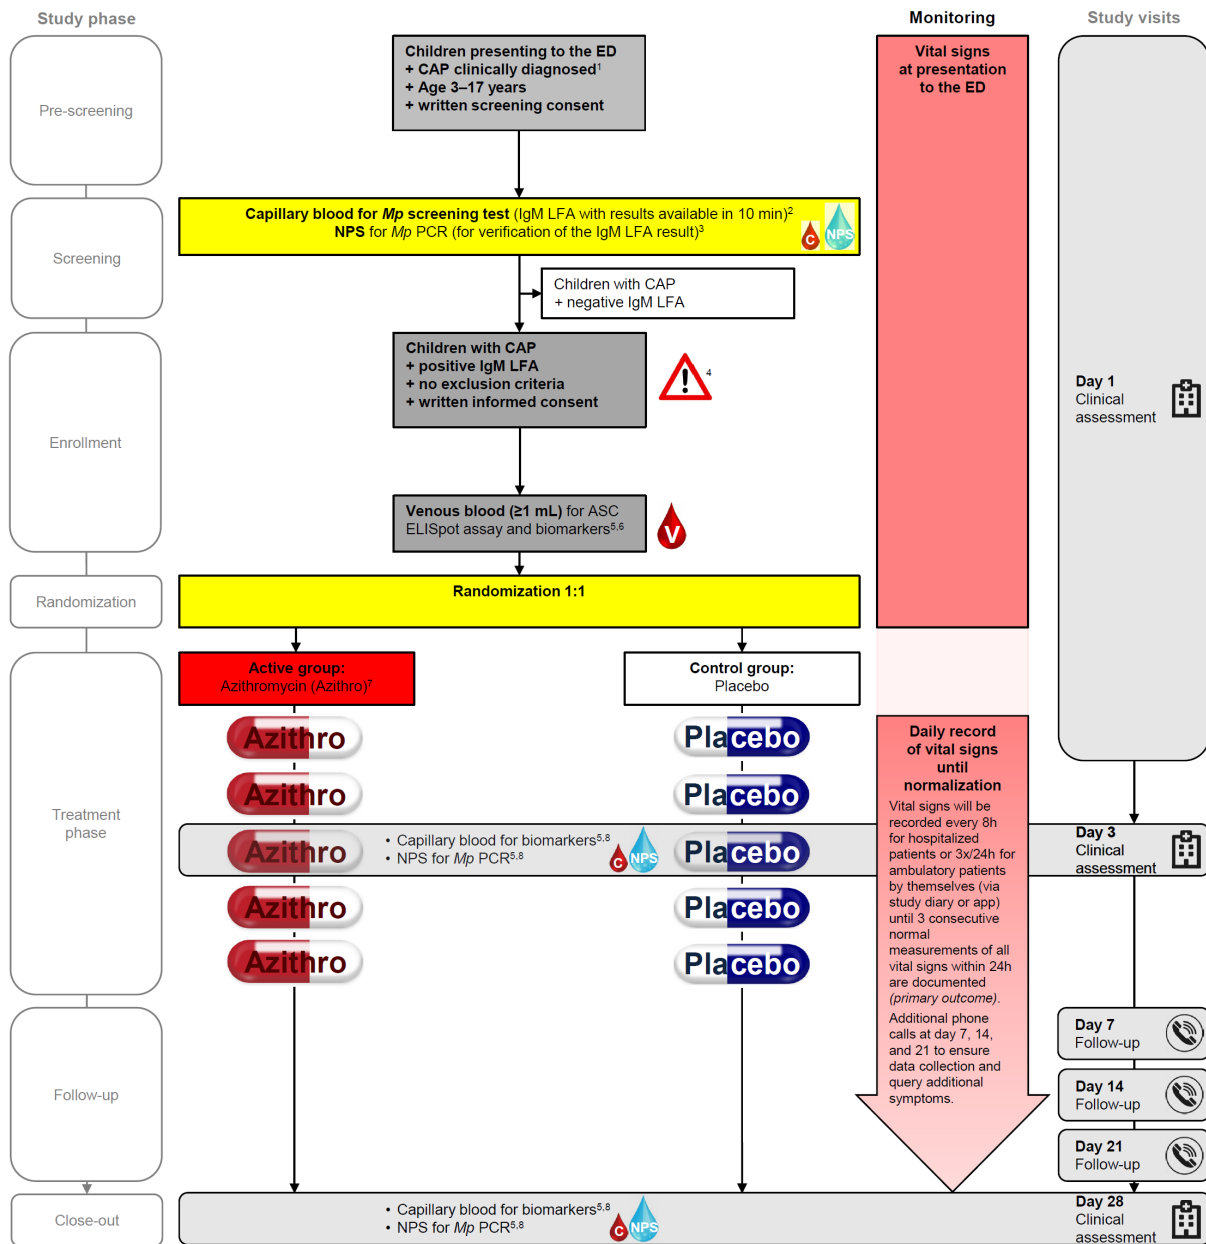 Study phase
Monitoring
Study visits
Pre-screening
Children presenting to the ED
+ CAP clinically diagnosed¹
+ Age 3–17 years
+ written screening consent
Vital signs
at presentation
to the ED
Screening
Capillary blood for Mp screening test (IgM LFA with results available in 10 min)²
NPS for Mp PCR (for verification of the IgM LFA result)³
C
NPS
Children with CAP
+ negative IgM LFA
Enrollment
Children with CAP
+ positive IgM LFA
+ no exclusion criteria
+ written informed consent
!
4
Day 1
Clinical
assessment
Venous blood (≥1 mL) for ASC
ELISpot assay and biomarkers⁵,⁶
V
Randomization
Randomization 1:1
Treatment
phase
Active group:
Azithromycin (Azithro)⁷
Control group:
Placebo
Azithro
Placebo
Azithro
Placebo
Azithro
• Capillary blood for biomarkers⁵,⁸
• NPS for Mp PCR⁵,⁸
C
NPS
Placebo
Azithro
Placebo
Azithro
Placebo
Daily record
of vital signs
until
normalization
Vital signs will be
recorded every 8h
for hospitalized
patients or 3x/24h for
ambulatory patients
by themselves (via
study diary or app)
until 3 consecutive
normal
measurements of all
vital signs within 24h
are documented
(primary outcome).
Additional phone
calls at day 7, 14,
and 21 to ensure
data collection and
query additional
symptoms.
Day 3
Clinical
assessment
Follow-up
Day 7
Follow-up
Day 14
Follow-up
Day 21
Follow-up
Close-out
• Capillary blood for biomarkers⁵,⁸
• NPS for Mp PCR⁵,⁸
C
NPS
Day 28
Clinical
assessment